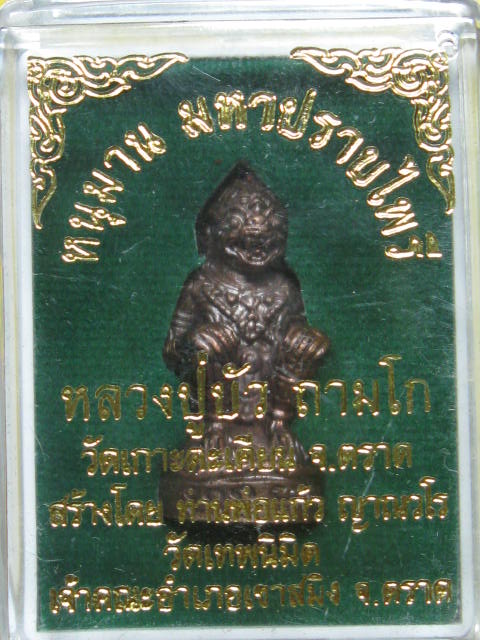 หนุมาน มหาปราบไพรี
หลวงปู่บัว ถามโก
วัดเกาะตะเคียน จ.ตราด
สร้างโดย ท่านพ่อแก้ว ญาณวโร
วัดเทพนิมิต
เจ้าคณะอำเภอเขาสมิง จ.ตราด